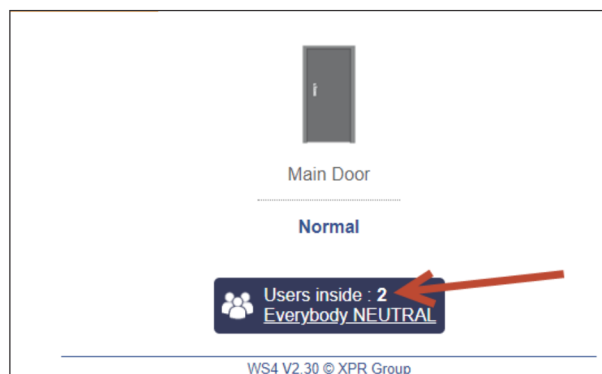 Main Door
Normal
Users inside : 2
Everybody NEUTRAL
WS4 V2.30 © XPR Group